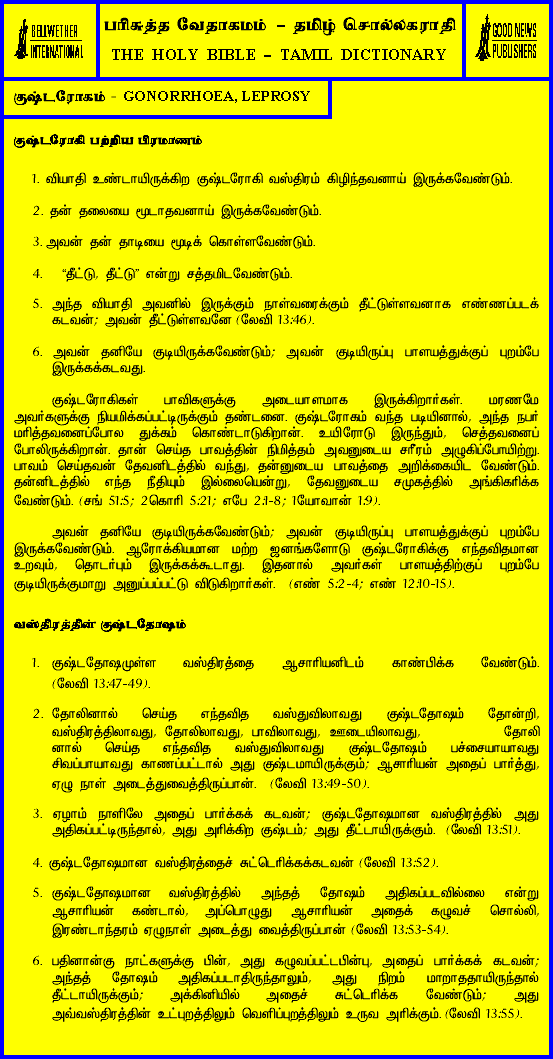 BELLWETHER
INTERNATIONAL
பரிசுத்த வேதாகமம் – தமிழ் சொல்லகராதி
THE HOLY BIBLE – TAMIL DICTIONARY
GOOD NEWS
PUBLISHERS
குஷ்டரோகம் - GONORRHOEA, LEPROSY
குஷ்டரோகி பற்றிய பிரமாணம்
1. வியாதி உண்டாயிருக்கிற குஷ்டரோகி வஸ்திரம் கிழிந்தவனாய் இருக்கவேண்டும்.
2. தன் தலையை மூடாதவனாய் இருக்கவேண்டும்.
3. அவன் தன் தாடியை மூடிக் கொள்ளவேண்டும்.
4. “தீட்டு, தீட்டு” என்று சத்தமிடவேண்டும்.
5. அந்த வியாதி அவனில் இருக்கும் நாள்வரைக்கும் தீட்டுள்ளவனாக எண்ணப்படக்
கடவன்; அவன் தீட்டுள்ளவனே (லேவி 13:46).
6. அவன் தனியே குடியிருக்கவேண்டும்; அவன் குடியிருப்பு பாளயத்துக்குப் புறம்பே
இருக்கக்கடவது.
குஷ்டரோகிகள் பாவிகளுக்கு அடையாளமாக இருக்கிறார்கள். மரணமே
அவர்களுக்கு நியமிக்கப்பட்டிருக்கும் தண்டனை. குஷ்டரோகம் வந்த படியினால், அந்த நபர்
மரித்தவனைப்போல துக்கம் கொண்டாடுகிறான். உயிரோடு இருந்தும், செத்தவனைப்
போலிருக்கிறான். தான் செய்த பாவத்தின் நிமித்தம் அவனுடைய சரீரம் அழுகிப்போயிற்று.
பாவம் செய்தவன் தேவனிடத்தில் வந்து, தன்னுடைய பாவத்தை அறிக்கையிட வேண்டும்.
தன்னிடத்தில் எந்த நீதியும் இல்லையென்று, தேவனுடைய சமுகத்தில் அங்கிகரிக்க
வேண்டும். (சங் 51:5; 2கொரி 5:21; எபே 2:1-8; 1யோவான் 1:9).
அவன் தனியே குடியிருக்கவேண்டும்; அவன் குடியிருப்பு பாளயத்துக்குப் புறம்பே
இருக்கவேண்டும். ஆரோக்கியமான மற்ற ஜனங்களோடு குஷ்டரோகிக்கு எந்தவிதமான
உறவும், தொடர்பும் இருக்கக்கூடாது. இதனால் அவர்கள் பாளயத்திற்குப் புறம்பே
குடியிருக்குமாறு அனுப்பப்பட்டு விடுகிறார்கள். (எண் 5:2-4; எண் 12:10-15).
வஸ்திரத்தின் குஷ்டதோஷம்
1. குஷ்டதோஷமுள்ள வஸ்திரத்தை ஆசாரியனிடம் காண்பிக்க வேண்டும்.
(லேவி 13:47-49).
2. தோலினால் செய்த எந்தவித வஸ்துவிலாவது குஷ்டதோஷம் தோன்றி,
வஸ்திரத்திலாவது, தோலிலாவது, பாவிலாவது, ஊடையிலாவது, தோலி
னால் செய்த எந்தவித வஸ்துவிலாவது குஷ்டதோஷம் பச்சையாயாவது
சிவப்பாயாவது காணப்பட்டால் அது குஷ்டமாயிருக்கும்; ஆசாரியன் அதைப் பார்த்து,
ஏழு நாள் அடைத்துவைத்திருப்பான். (லேவி 13:49-50).
3. ஏழாம் நாளிலே அதைப் பார்க்கக் கடவன்; குஷ்டதோஷமான வஸ்திரத்தில் அது
அதிகப்பட்டிருந்தால், அது அரிக்கிற குஷ்டம்; அது தீட்டாயிருக்கும். (லேவி 13:51).
4. குஷ்டதோஷமான வஸ்திரத்தைச் சுட்டெரிக்கக்கடவன் (லேவி 13:52).
5. குஷ்டதோஷமான வஸ்திரத்தில் அந்தத் தோஷம் அதிகப்படவில்லை என்று
ஆசாரியன் கண்டால், அப்பொழுது ஆசாரியன் அதைக் கழுவச் சொல்லி,
இரண்டாந்தரம் ஏழுநாள் அடைத்து வைத்திருப்பான் (லேவி 13:53-54).
6. பதினான்கு நாட்களுக்கு பின், அது கழுவப்பட்டபின்பு, அதைப் பார்க்கக் கடவன்;
அந்தத் தோஷம் அதிகப்படாதிருந்தாலும், அது நிறம் மாறாததாயிருந்தால்
தீட்டாயிருக்கும்; அக்கினியில் அதைச் சுட்டெரிக்க வேண்டும்; அது
அவ்வஸ்திரத்தின் உட்புறத்திலும் வெளிப்புறத்திலும் உருவ அரிக்கும். (லேவி 13:55).